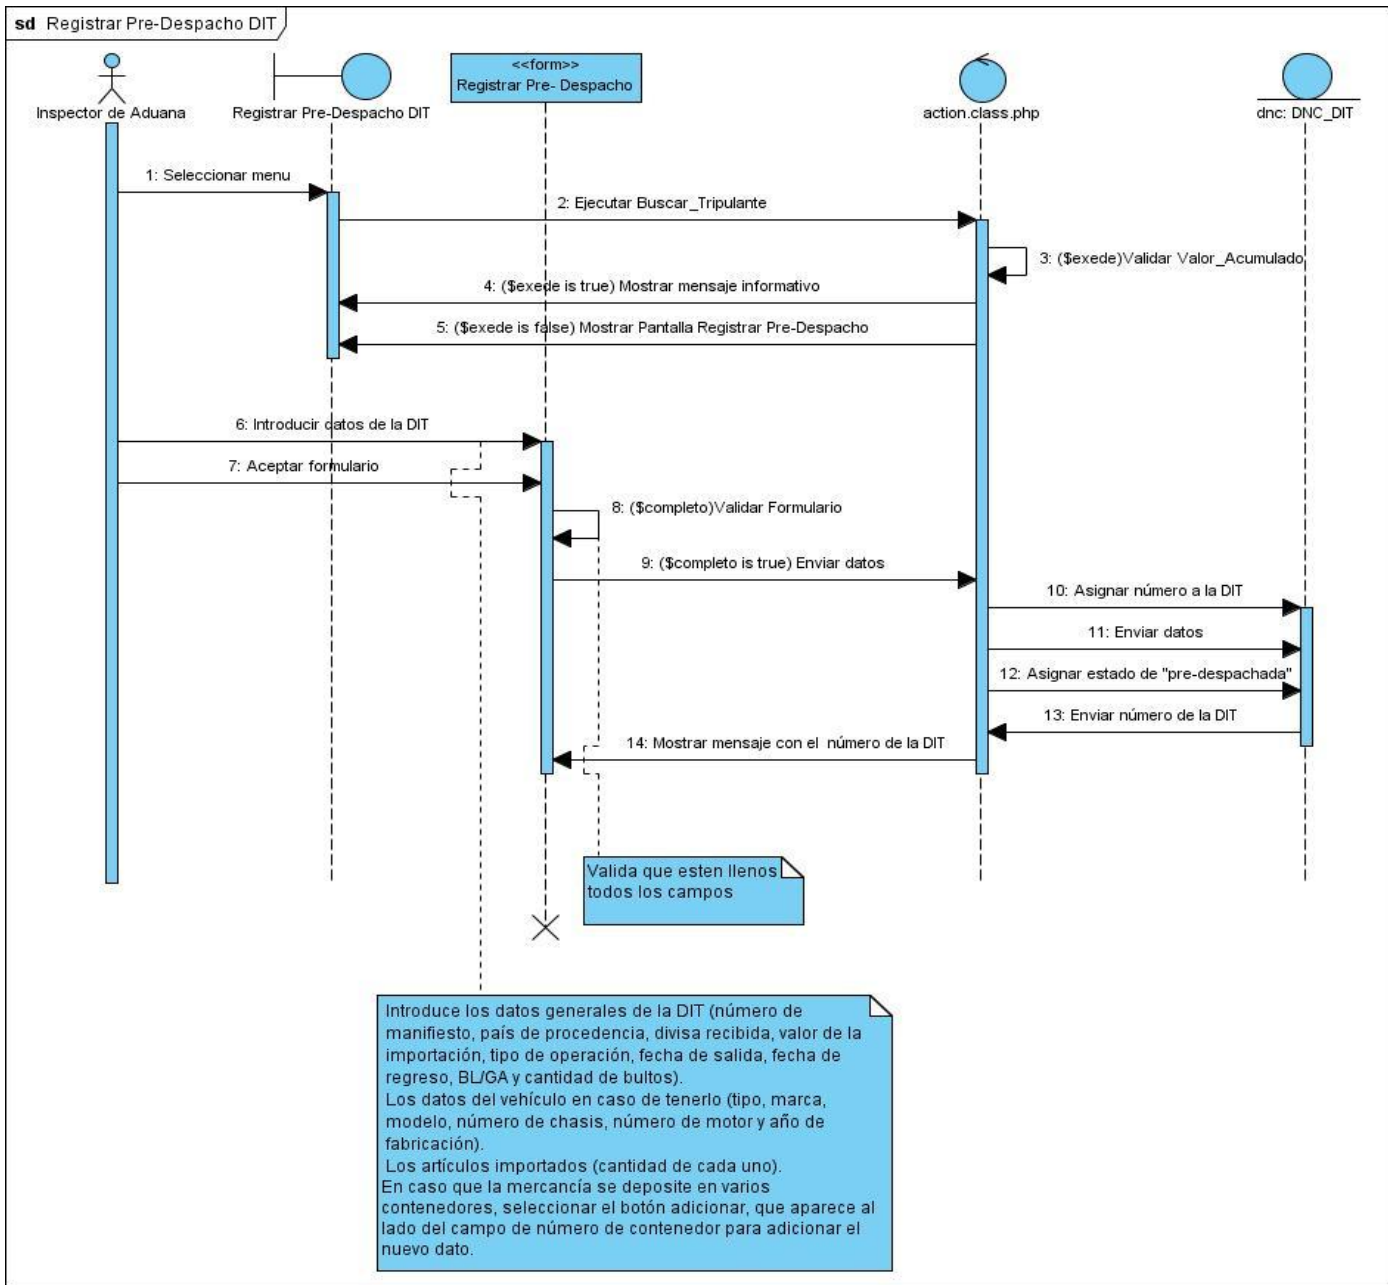 sd Registrar Pre-Despacho DIT
<<form>>
Registrar Pre- Despacho
Inspector de Aduana
Registrar Pre-Despacho DIT
action.class.php
dnc: DNC_DIT
1: Seleccionar menu
2: Ejecutar Buscar_Tripulante
3: ($exede)Validar Valor_Acumulado
4: ($exede is true) Mostrar mensaje informativo
5: ($exede is false) Mostrar Pantalla Registrar Pre-Despacho
6: Introducir datos de la DIT
7: Aceptar formulario
8: ($completo)Validar Formulario
9: ($completo is true) Enviar datos
10: Asignar número a la DIT
11: Enviar datos
12: Asignar estado de "pre-despachada"
13: Enviar número de la DIT
14: Mostrar mensaje con el número de la DIT
Valida que esten llenos
todos los campos
Introduce los datos generales de la DIT (número de
manifiesto, país de procedencia, divisa recibida, valor de la
importación, tipo de operación, fecha de salida, fecha de
regreso, BL/GA y cantidad de bultos).
Los datos del vehículo en caso de tenerlo (tipo, marca,
modelo, número de chasis, número de motor y año de
fabricación).
Los artículos importados (cantidad de cada uno).
En caso que la mercancía se deposite en varios
contenedores, seleccionar el botón adicionar, que aparece al
lado del campo de número de contenedor para adicionar el
nuevo dato.